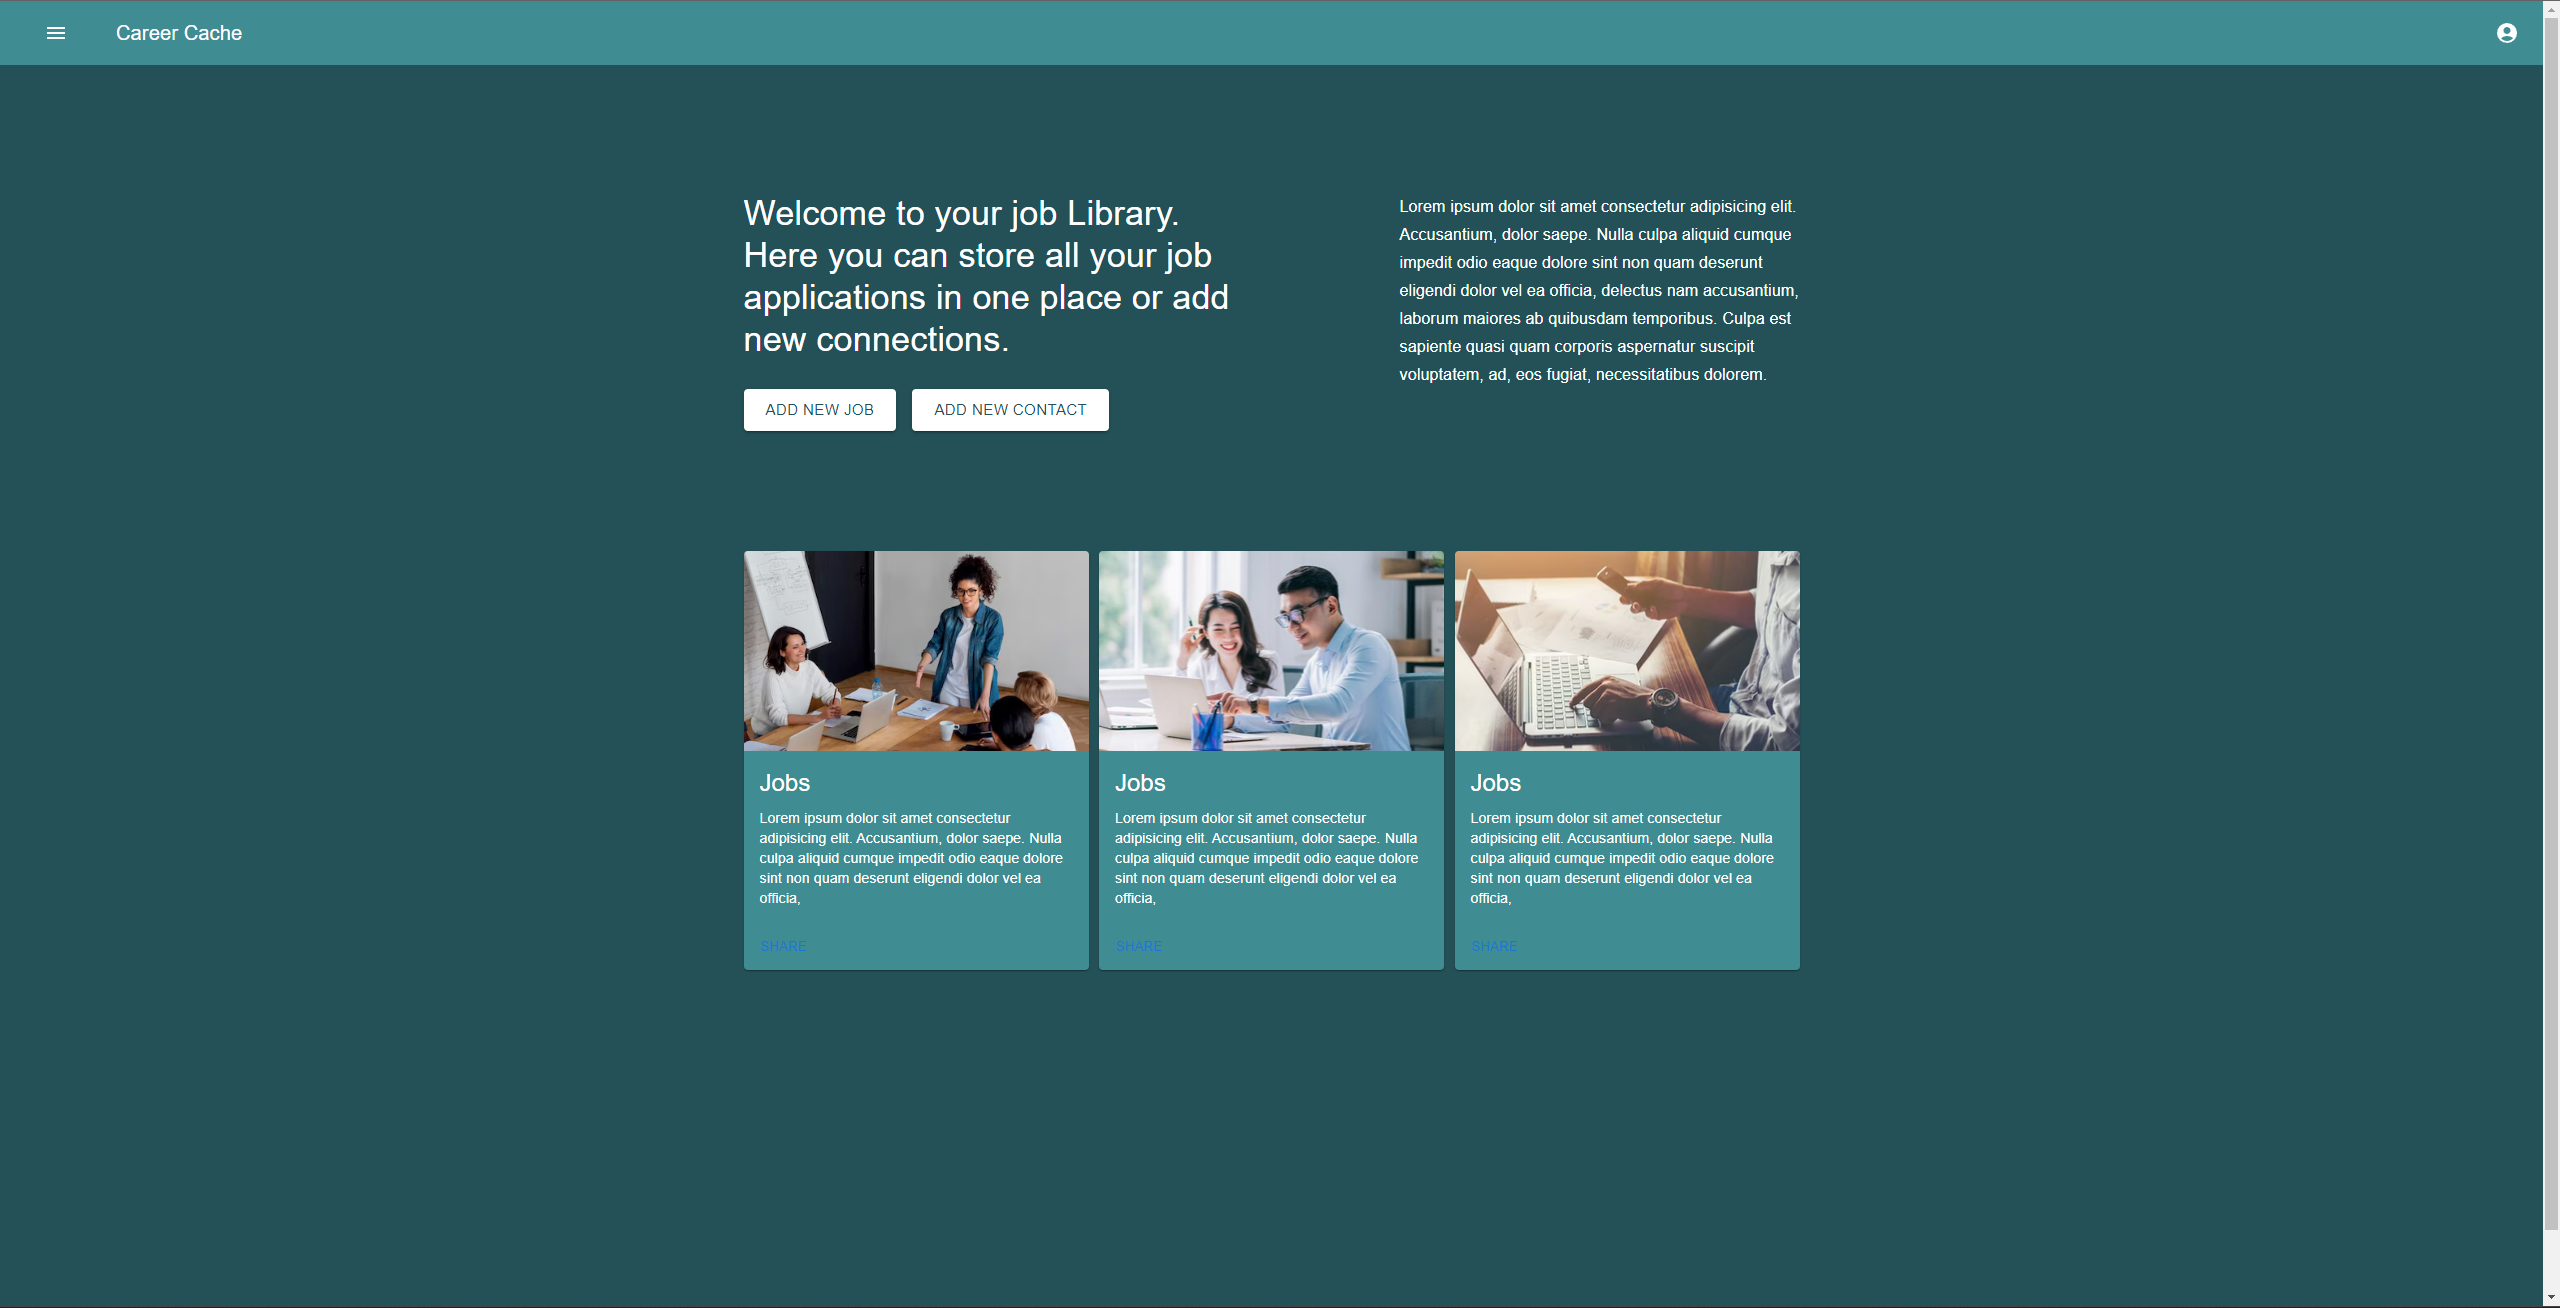 Career Cache
Welcome to your job Library.
Here you can store all your job
applications in one place or add
new connections.
ADD NEW JOB
ADD NEW CONTACT
Lorem ipsum dolor sit amet consectetur adipisicing elit.
Accusantium, dolor saepe. Nulla culpa aliquid cumque
impedit odio eaque dolore sint non quam deserunt
eligendi dolor vel ea officia, delectus nam accusantium,
laborum maiores ab quibusdam temporibus. Culpa est
sapiente quasi quam corporis aspernatur suscipit
voluptatem, ad, eos fugiat, necessitatibus dolorem.
Jobs
Lorem ipsum dolor sit amet consectetur
adipisicing elit. Accusantium, dolor saepe. Nulla
culpa aliquid cumque impedit odio eaque dolore
sint non quam deserunt eligendi dolor vel ea
officia,
SHARE
Jobs
Lorem ipsum dolor sit amet consectetur
adipisicing elit. Accusantium, dolor saepe. Nulla
culpa aliquid cumque impedit odio eaque dolore
sint non quam deserunt eligendi dolor vel ea
officia,
SHARE
Jobs
Lorem ipsum dolor sit amet consectetur
adipisicing elit. Accusantium, dolor saepe. Nulla
culpa aliquid cumque impedit odio eaque dolore
sint non quam deserunt eligendi dolor vel ea
officia,
SHARE